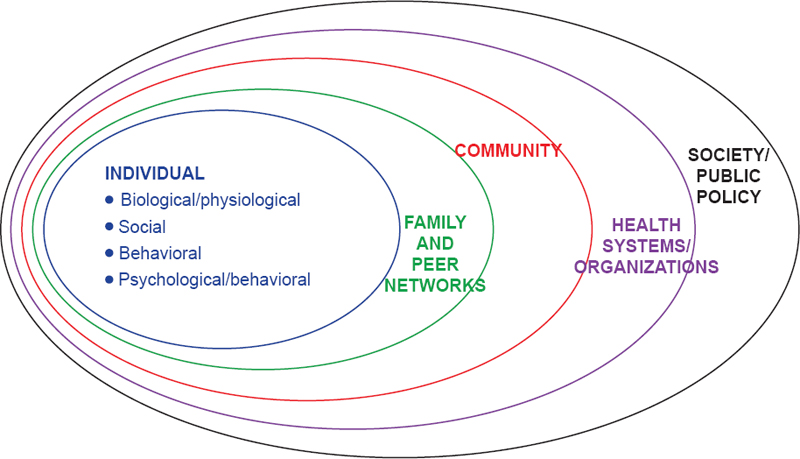 INDIVIDUAL
• Biological/physiological
• Social
• Behavioral
• Psychological/behavioral
FAMILY
AND
PEER
NETWORKS
COMMUNITY
HEALTH
SYSTEMS/
ORGANIZATIONS
SOCIETY/
PUBLIC
POLICY